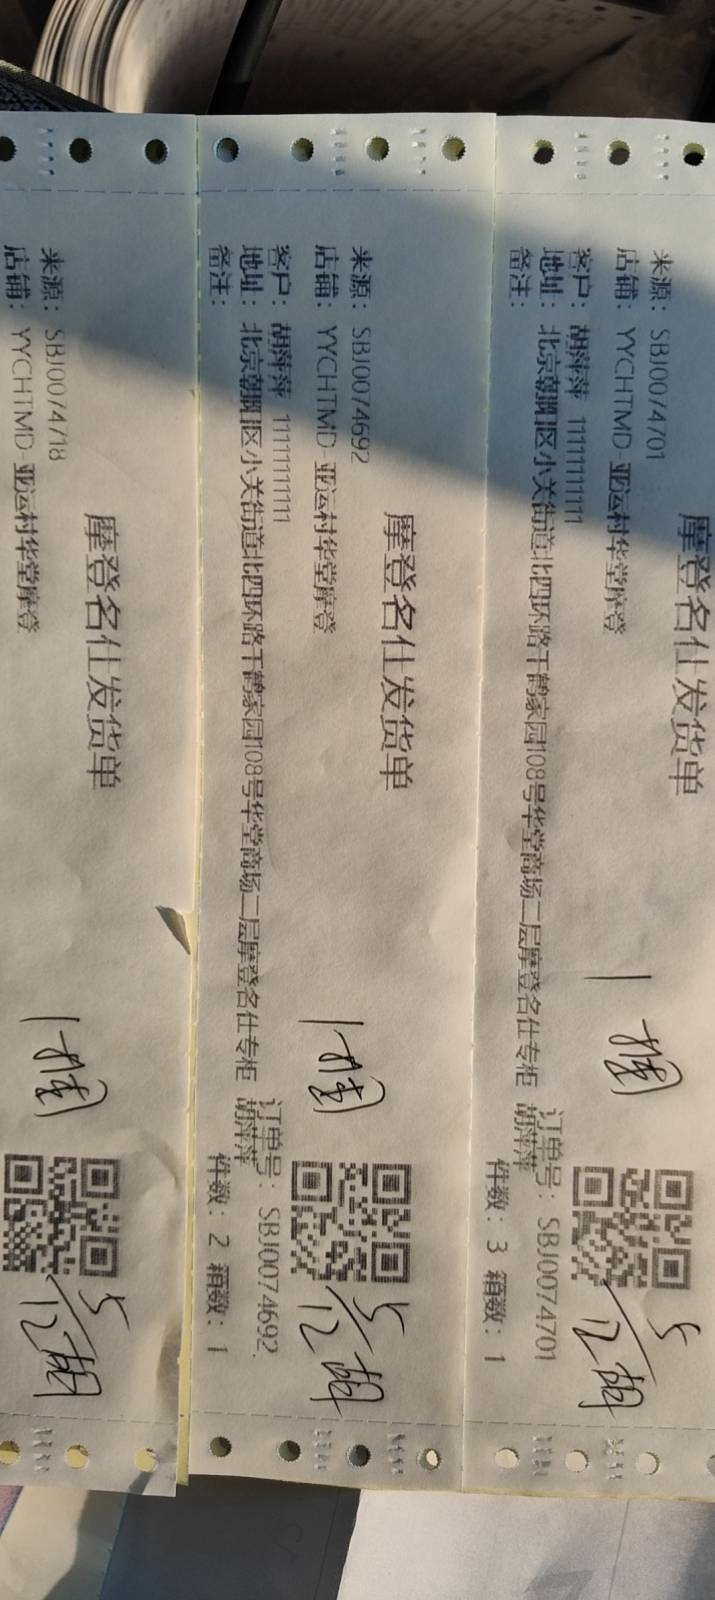 摩登名仕发货单
来源：SBJ0074701
店铺：YYCHTMD-亚运村华堂摩登
客户：胡萍萍 11111111111
地址：北京朝阳区小关街道北四环路千鹤家园108号华堂商场二层摩登名仕专柜 胡萍萍
备注：
订单号：SBJ0074701
件数：3 箱数：1
摩登名仕发货单
来源：SBJ0074692
店铺：YYCHTMD-亚运村华堂摩登
客户：胡萍萍 11111111111
地址：北京朝阳区小关街道北四环路千鹤家园108号华堂商场二层摩登名仕专柜 胡萍萍
备注：
订单号：SBJ0074692
件数：2 箱数：1
摩登名仕发货单
来源：SBJ0074718
店铺：YYCHTMD-亚运村华堂摩登